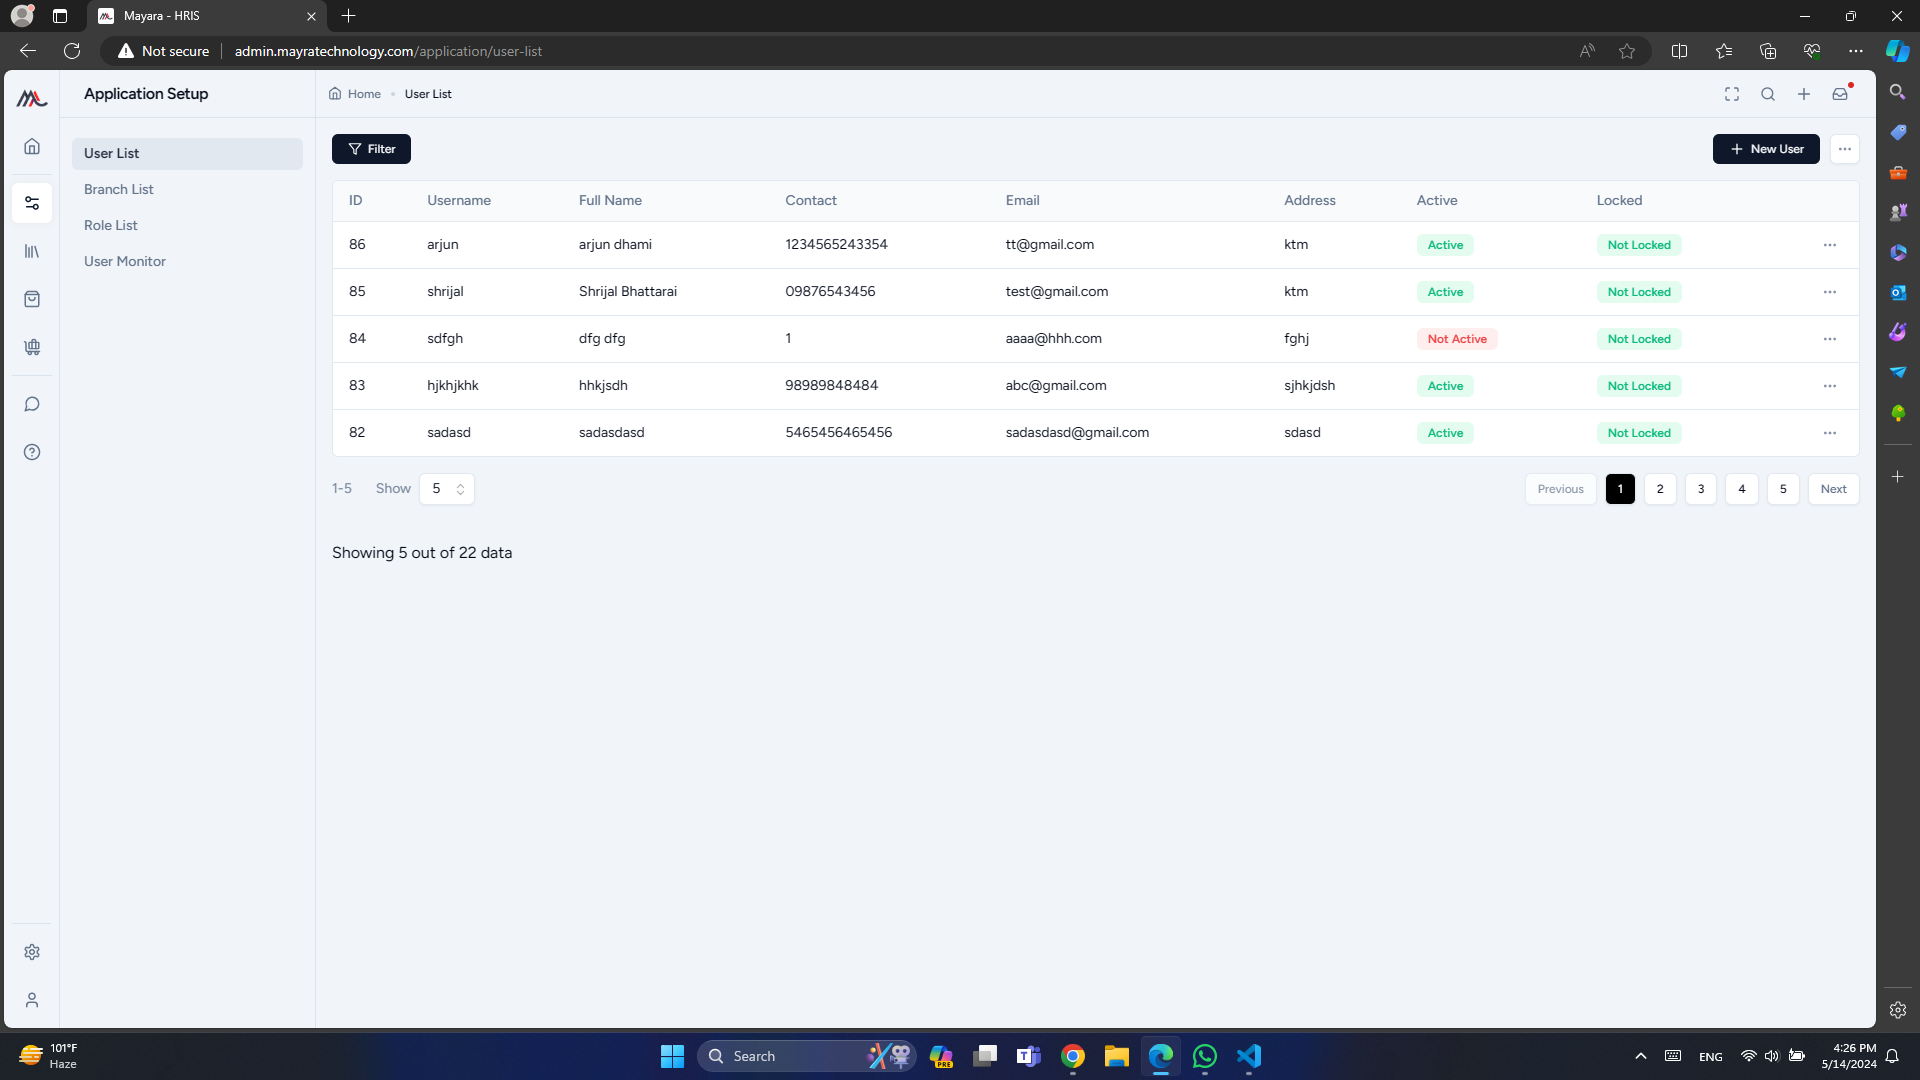 Mayara - HRIS
Not secure admin.mayratechnology.com/application/user-list
Application Setup
Home User List
User List
Branch List
Role List
User Monitor
Filter
New User
ID Username Full Name Contact Email Address Active Locked
86 arjun arjun dhami 1234565243354 tt@gmail.com ktm Active Not Locked
85 shrijal Shrijal Bhattarai 09876543456 test@gmail.com ktm Active Not Locked
84 sdfgh dfg dfg 1 aaaa@hhh.com fghj Not Active Not Locked
83 hjkhjkhk hhkjsdh 98989848484 abc@gmail.com sjhkjdsh Active Not Locked
82 sadasd sadasdasd 5465456465456 sadasdasd@gmail.com sdasd Active Not Locked
1-5 Show 5
Previous 1 2 3 4 5 Next
Showing 5 out of 22 data
101°F
Haze
Search
PRE
ENG
4:26 PM
5/14/2024